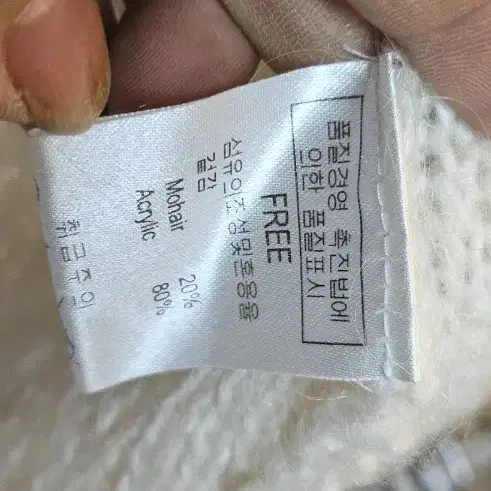 품질경영 촉진법에
의한 품질표시
FREE
섬유의조성및혼용율
겉감
Mohair 20%
Acrylic 80%
취급주의